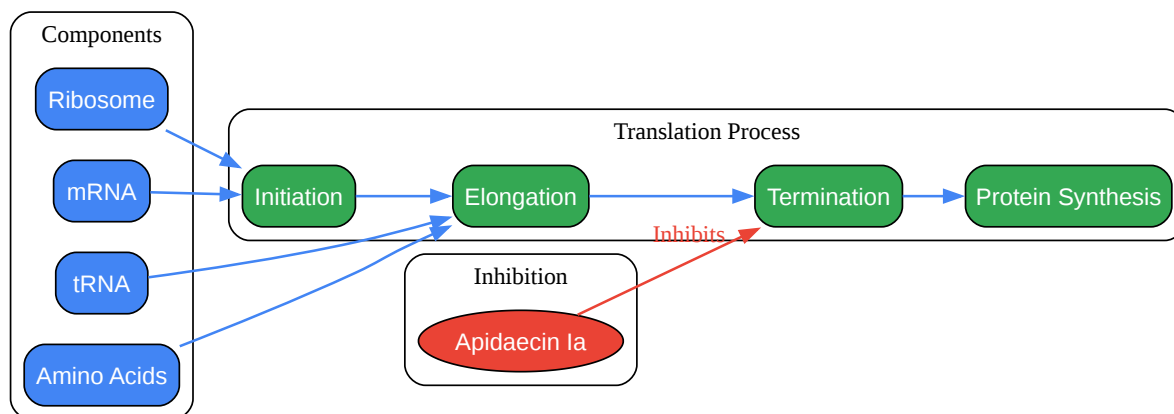 Components
Ribosome
mRNA
tRNA
Amino Acids
Translation Process
Initiation
Elongation
Termination
Protein Synthesis
Inhibits
Inhibition
Apidaecin Ia